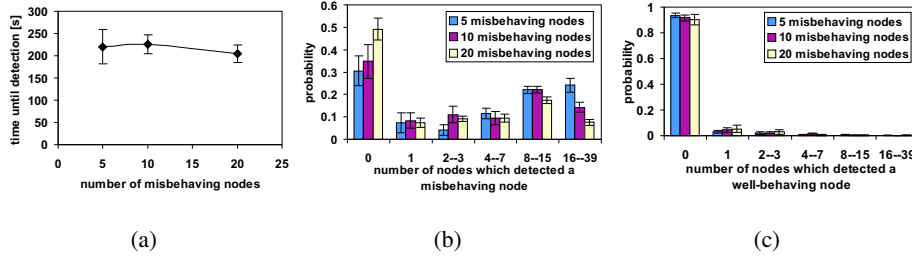 300
250
200
150
100
50
0
time until detection [s]
0 5 10 15 20 25
number of misbehaving nodes
(a)
0.6
0.5
0.4
0.3
0.2
0.1
0
probability
5 misbehaving nodes
10 misbehaving nodes
20 misbehaving nodes
0 1 2--3 4--7 8--15 16--39
number of nodes which detected a
misbehaving node
(b)
1
0.8
0.6
0.4
0.2
0
probability
5 misbehaving nodes
10 misbehaving nodes
20 misbehaving nodes
0 1 2--3 4--7 8--15 16--39
number of nodes which detected a
well-behaving node
(c)